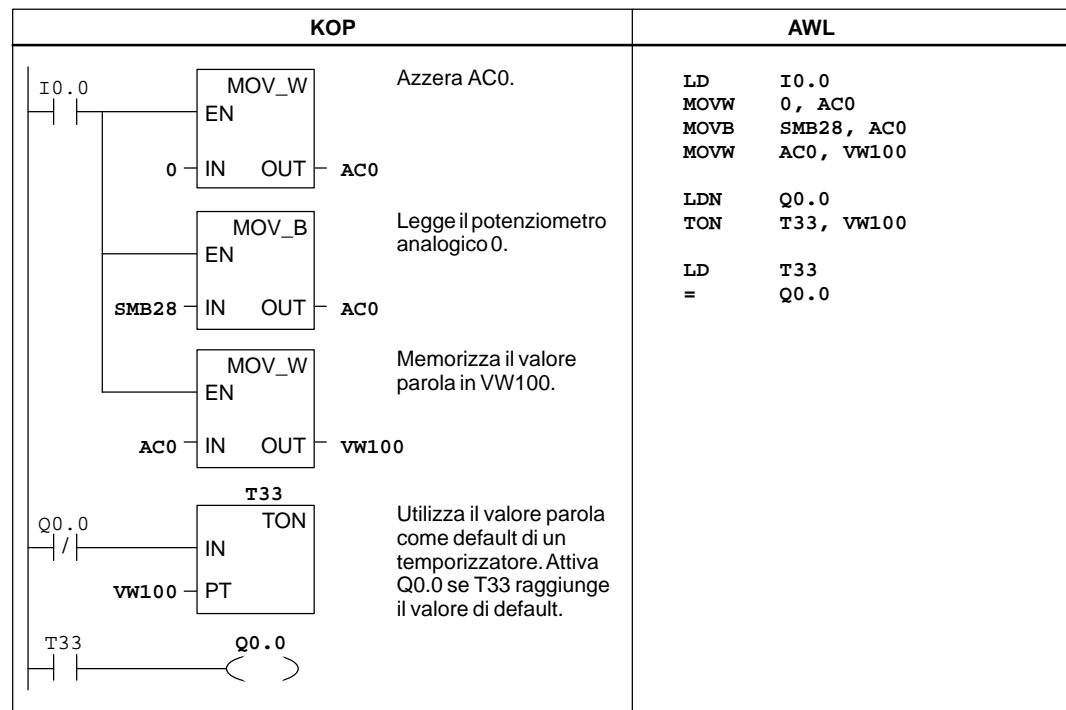 KOP
AWL
I0.0
MOV_W
EN
0
IN
OUT
AC0
Azzera AC0.
MOV_B
EN
SMB28
IN
OUT
AC0
Legge il potenziometro
analogico 0.
MOV_W
EN
AC0
IN
OUT
VW100
Memorizza il valore
parola in VW100.
T33
Q0.0
/
TON
IN
VW100
PT
Utilizza il valore parola
come default di un
temporizzatore. Attiva
Q0.0 se T33 raggiunge
il valore di default.
T33
Q0.0
LD I0.0
MOVW 0, AC0
MOVB SMB28, AC0
MOVW AC0, VW100
LDN Q0.0
TON T33, VW100
LD T33
= Q0.0